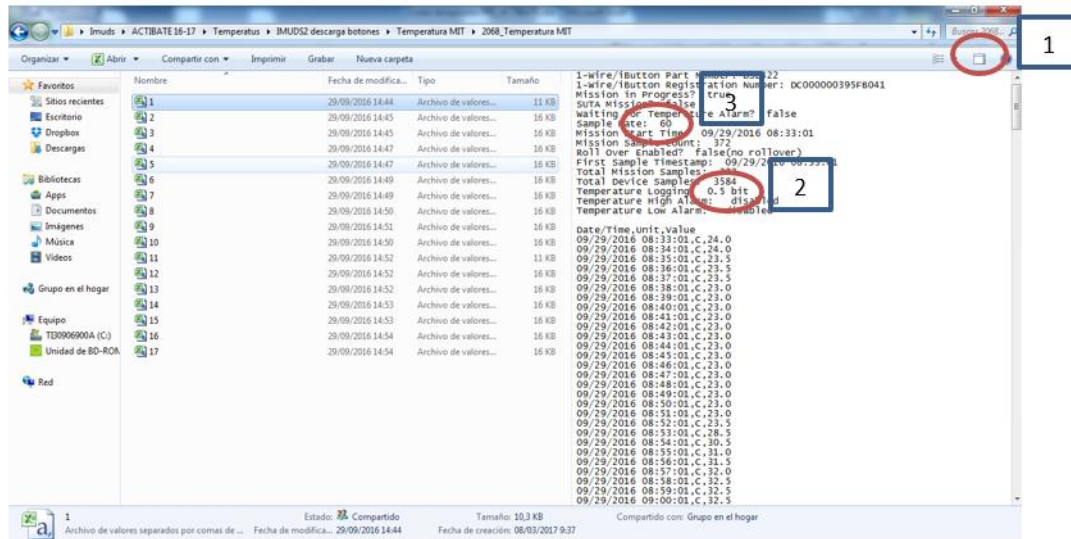 1
Imuds ▸ ACTIBATE 16-17 ▸ Temperatus ▸ IMUDS2 descarga botones ▸ Temperatura MIT ▸ 2068_Temperatura MIT
Buscar 2068...
Organizar Abrir Compartir con Imprimir Grabar Nueva carpeta
Favoritos
Sitios recientes
Escritorio
Dropbox
Descargas
Bibliotecas
Apps
Documentos
Imágenes
Música
Vídeos
Grupo en el hogar
Equipo
TI30906900A (C:)
Unidad de BD-ROM
Red
Nombre Fecha de modifica... Tipo Tamaño
1 29/09/2016 14:44 Archivo de valores... 11 KB
2 29/09/2016 14:45 Archivo de valores... 16 KB
3 29/09/2016 14:45 Archivo de valores... 16 KB
4 29/09/2016 14:47 Archivo de valores... 16 KB
5 29/09/2016 14:47 Archivo de valores... 16 KB
6 29/09/2016 14:49 Archivo de valores... 16 KB
7 29/09/2016 14:49 Archivo de valores... 16 KB
8 29/09/2016 14:50 Archivo de valores... 16 KB
9 29/09/2016 14:51 Archivo de valores... 16 KB
10 29/09/2016 14:50 Archivo de valores... 16 KB
11 29/09/2016 14:52 Archivo de valores... 11 KB
12 29/09/2016 14:52 Archivo de valores... 16 KB
13 29/09/2016 14:52 Archivo de valores... 16 KB
14 29/09/2016 14:53 Archivo de valores... 16 KB
15 29/09/2016 14:53 Archivo de valores... 16 KB
16 29/09/2016 14:54 Archivo de valores... 16 KB
17 29/09/2016 14:54 Archivo de valores... 16 KB
1-Wire/iButton Part Number:
1-Wire/iButton Registration Number: DC000000395FB041
Mission in Progress? true
SUTA Mission? false
3
Waiting for Temperature Alarm? false
Sample Rate: 60
Mission Start Time: 09/29/2016 08:33:01
Mission Sample Count: 372
Roll Over Enabled? false(no rollover)
First Sample Timestamp: 09/29/2016 08:33:01
Total Mission Samples:
Total Device Samples: 3584
Temperature Logging: 0.5 bit
2
Temperature High Alarm: disabled
Temperature Low Alarm: disabled
Date/Time,Unit,Value
09/29/2016 08:33:01,C,24.0
09/29/2016 08:34:01,C,24.0
09/29/2016 08:35:01,C,23.5
09/29/2016 08:36:01,C,23.5
09/29/2016 08:37:01,C,23.5
09/29/2016 08:38:01,C,23.0
09/29/2016 08:39:01,C,23.0
09/29/2016 08:40:01,C,23.0
09/29/2016 08:41:01,C,23.0
09/29/2016 08:42:01,C,23.0
09/29/2016 08:43:01,C,23.0
09/29/2016 08:44:01,C,23.0
09/29/2016 08:45:01,C,23.0
09/29/2016 08:46:01,C,23.0
09/29/2016 08:47:01,C,23.0
09/29/2016 08:48:01,C,23.0
09/29/2016 08:49:01,C,23.0
09/29/2016 08:50:01,C,23.0
09/29/2016 08:51:01,C,23.0
09/29/2016 08:52:01,C,23.5
09/29/2016 08:53:01,C,28.5
09/29/2016 08:54:01,C,30.5
09/29/2016 08:55:01,C,31.0
09/29/2016 08:56:01,C,31.5
09/29/2016 08:57:01,C,32.0
09/29/2016 08:58:01,C,32.5
09/29/2016 08:59:01,C,32.5
09/29/2016 09:00:01,C,32.5
1 Estado: Compartido Tamaño: 10,3 KB Compartido con: Grupo en el hogar
Archivo de valores separados por comas de ... Fecha de modifica... 29/09/2016 14:44 Fecha de creación: 08/03/2017 9:37